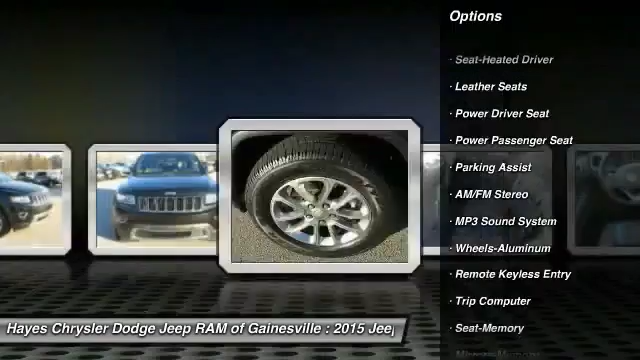 Options
· Seat-Heated Driver
· Leather Seats
· Power Driver Seat
· Power Passenger Seat
· Parking Assist
· AM/FM Stereo
· MP3 Sound System
· Wheels-Aluminum
· Remote Keyless Entry
· Trip Computer
· Seat-Memory
Hayes Chrysler Dodge Jeep RAM of Gainesville : 2015 Jeep